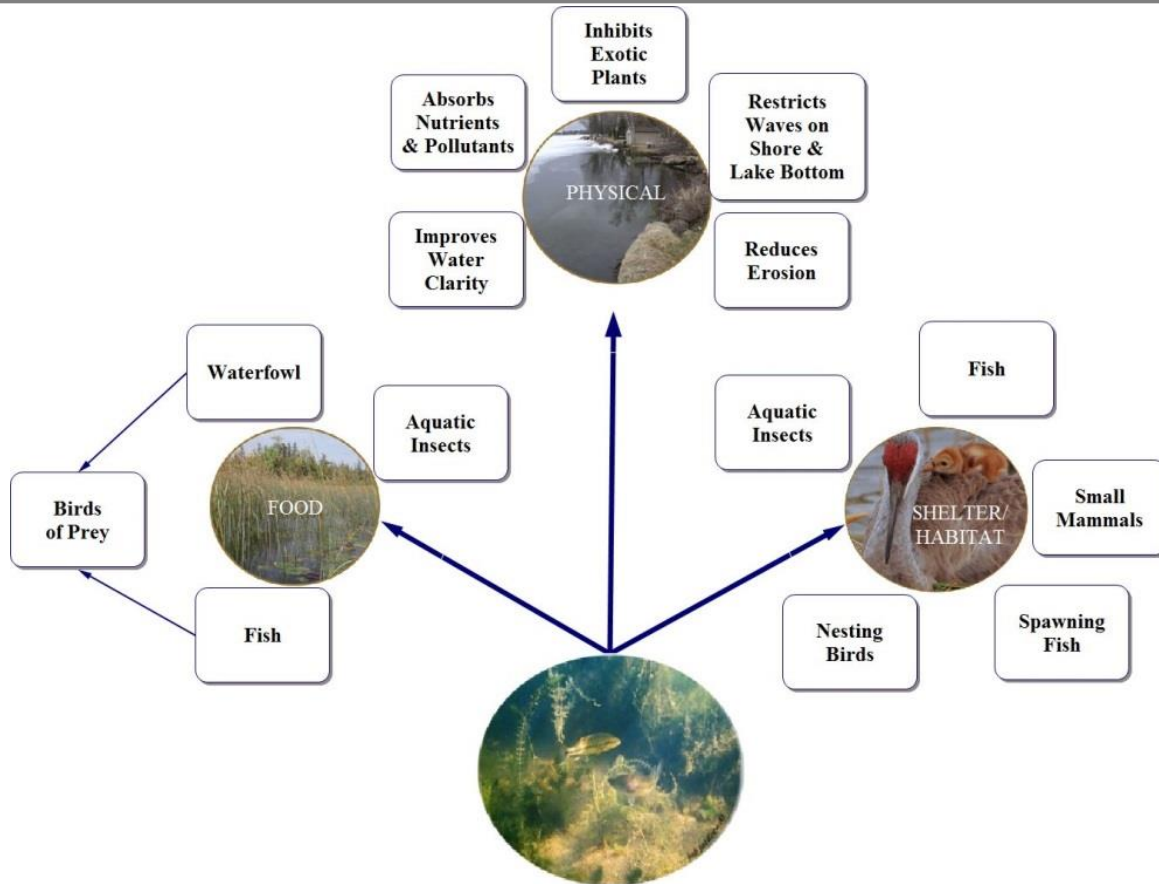 Inhibits
Exotic
Plants
Absorbs
Nutrients
& Pollutants
Restricts
Waves on
Shore &
Lake Bottom
PHYSICAL
Improves
Water
Clarity
Reduces
Erosion
Waterfowl
Aquatic
Insects
FOOD
Birds
of Prey
Fish
Fish
Aquatic
Insects
SHELTER/
HABITAT
Small
Mammals
Nesting
Birds
Spawning
Fish